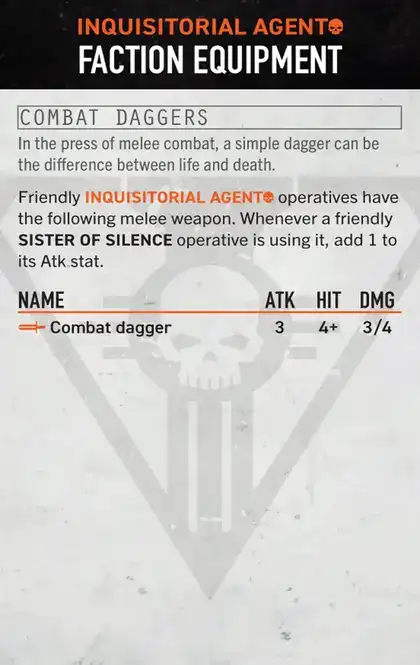 INQUISITORIAL AGENT
FACTION EQUIPMENT
COMBAT DAGGERS
In the press of melee combat, a simple dagger can be
the difference between life and death.
Friendly INQUISITORIAL AGENT operatives have
the following melee weapon. Whenever a friendly
SISTER OF SILENCE operative is using it, add 1 to
its Atk stat.
NAME ATK HIT DMG
Combat dagger 3 4+ 3/4